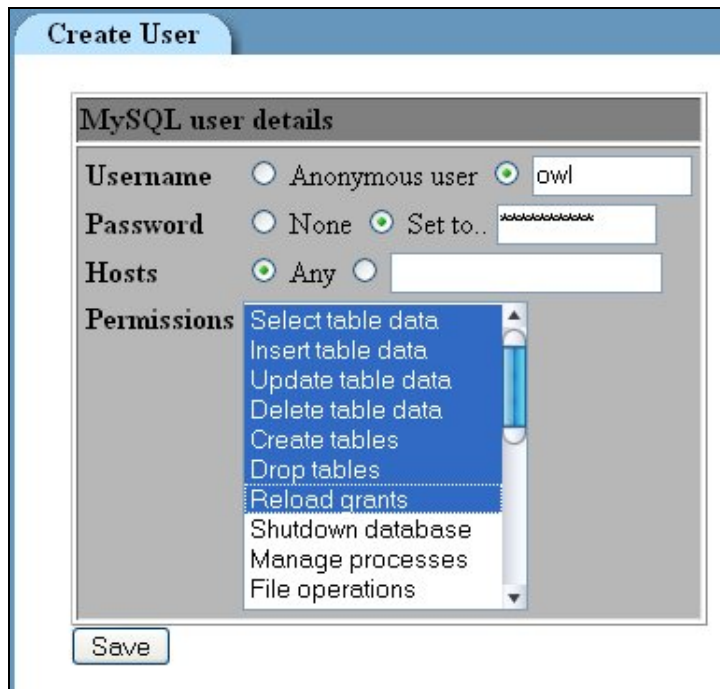 Create User
MySQL user details
Username Anonymous user owl
Password None Set to.. ***********
Hosts Any
Permissions Select table data
Insert table data
Update table data
Delete table data
Create tables
Drop tables
Reload grants
Shutdown database
Manage processes
File operations
Save